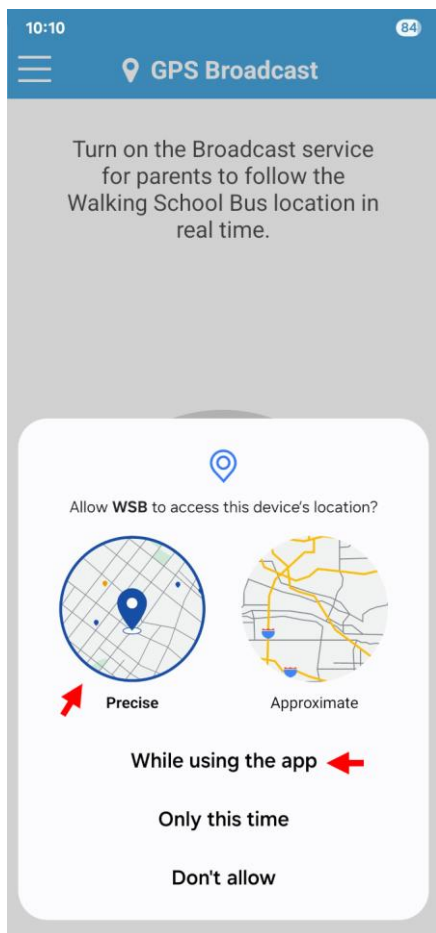 10:10
84
GPS Broadcast
Turn on the Broadcast service
for parents to follow the
Walking School Bus location in
real time.
Allow WSB to access this device's location?
Precise
Approximate
While using the app
Only this time
Don't allow